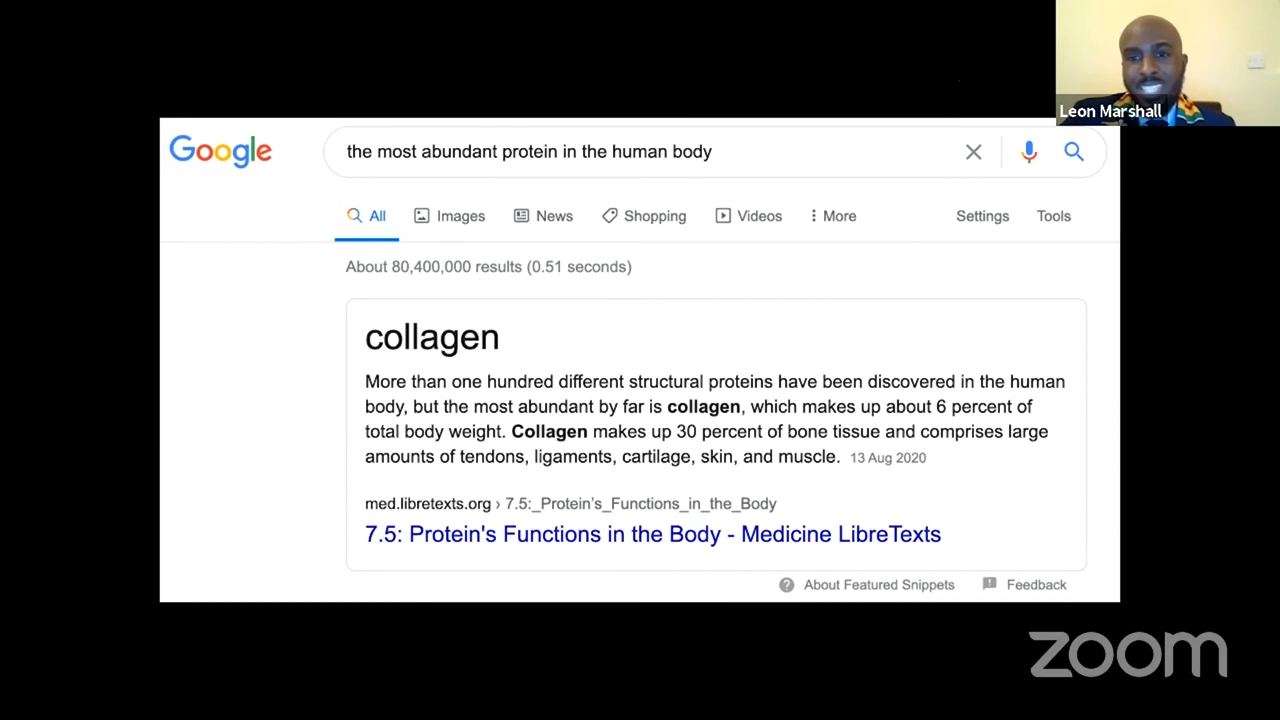 Leon Marshall
Google
the most abundant protein in the human body
All Images News Shopping Videos More Settings Tools
About 80,400,000 results (0.51 seconds)
collagen
More than one hundred different structural proteins have been discovered in the human
body, but the most abundant by far is collagen, which makes up about 6 percent of
total body weight. Collagen makes up 30 percent of bone tissue and comprises large
amounts of tendons, ligaments, cartilage, skin, and muscle. 13 Aug 2020
med.libretexts.org › 7.5:_Protein's_Functions_in_the_Body
7.5: Protein's Functions in the Body - Medicine LibreTexts
About Featured Snippets Feedback
zoom